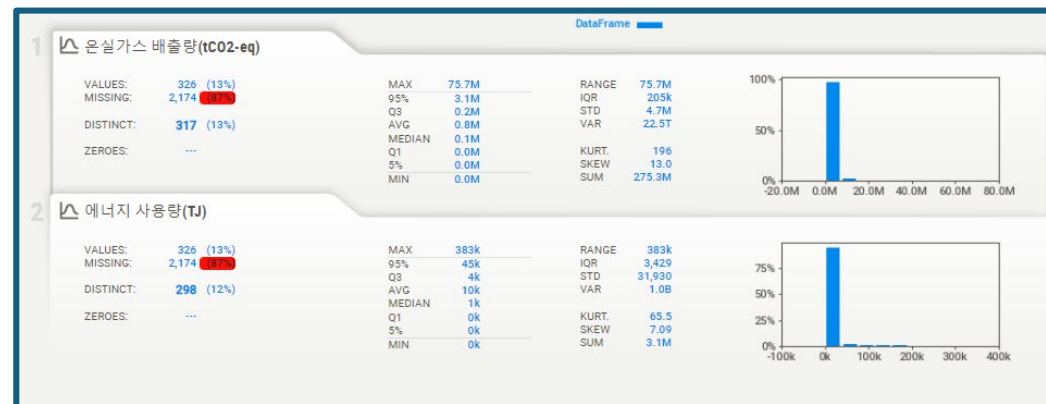 DataFrame
1 온실가스 배출량(tCO2-eq)
VALUES: 326 (13%) MAX 75.7M RANGE 75.7M 100%
MISSING: 2,174 (87%) 95% 3.1M IQR 205k
Q3 0.2M STD 4.7M
DISTINCT: 317 (13%) AVG 0.8M VAR 22.5T 50%
MEDIAN 0.1M
ZEROES: --- Q1 0.0M KURT. 196
5% 0.0M SKEW 13.0
MIN 0.0M SUM 275.3M 0%
-20.0M 0.0M 20.0M 40.0M 60.0M 80.0M
2 에너지 사용량(TJ)
VALUES: 326 (13%) MAX 383k RANGE 383k
MISSING: 2,174 (87%) 95% 45k IQR 3,429 75%
Q3 4k STD 31,930
DISTINCT: 298 (12%) AVG 10k VAR 1.0B 50%
MEDIAN 1k
ZEROES: --- Q1 0k KURT. 65.5 25%
5% 0k SKEW 7.09
MIN 0k SUM 3.1M 0%
-100k 0k 100k 200k 300k 400k